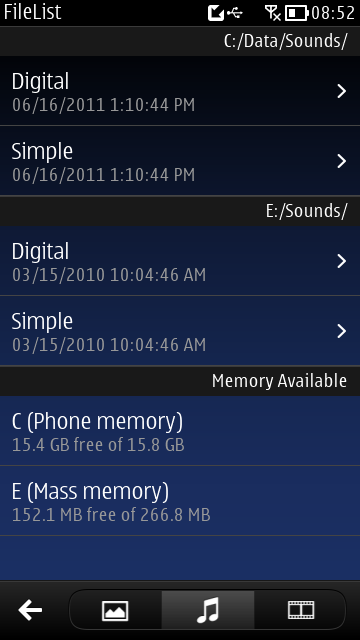 FileList 08:52
C:/Data/Sounds/
Digital
06/16/2011 1:10:44 PM
Simple
06/16/2011 1:10:44 PM
E:/Sounds/
Digital
03/15/2010 10:04:46 AM
Simple
03/15/2010 10:04:46 AM
Memory Available
C (Phone memory)
15.4 GB free of 15.8 GB
E (Mass memory)
152.1 MB free of 266.8 MB